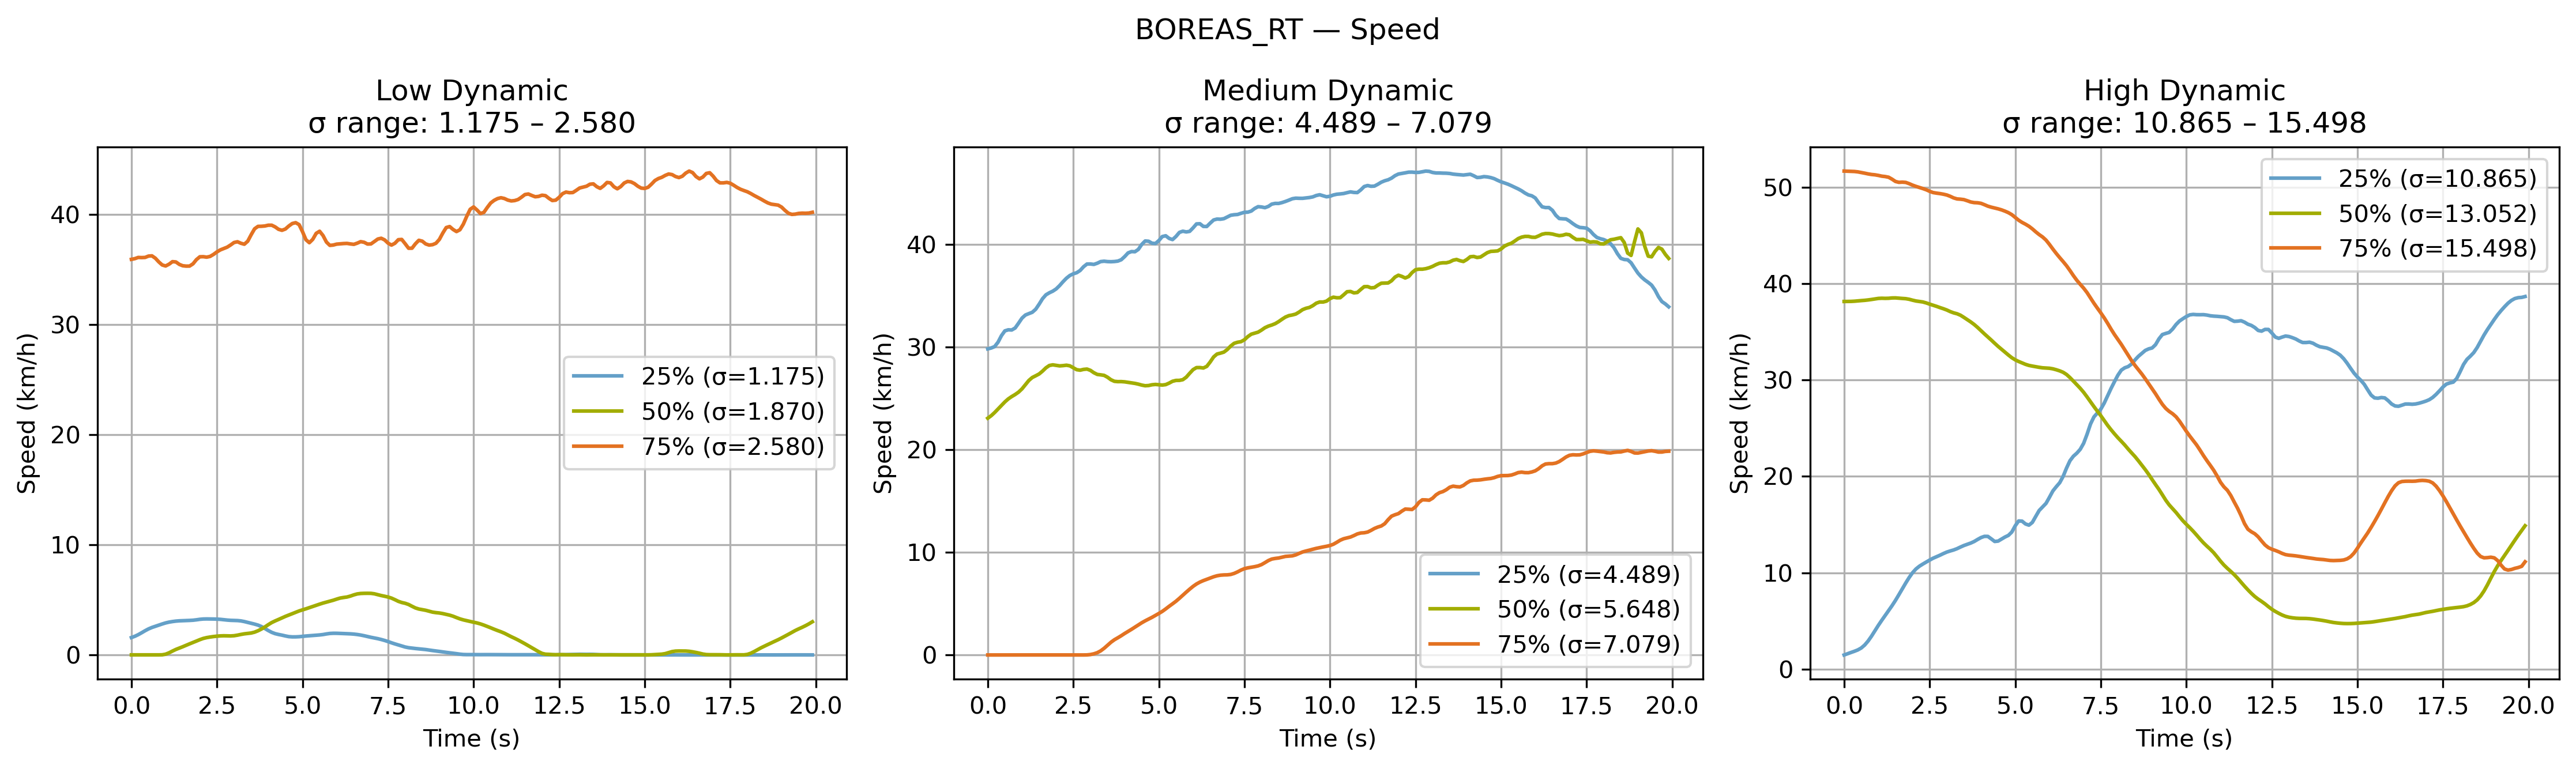 BOREAS_RT — Speed
Low Dynamic
σ range: 1.175 – 2.580
Speed (km/h)
40
30
20
10
0
25% (σ=1.175)
50% (σ=1.870)
75% (σ=2.580)
0.0 2.5 5.0 7.5 10.0 12.5 15.0 17.5 20.0
Time (s)
Medium Dynamic
σ range: 4.489 – 7.079
Speed (km/h)
40
30
20
10
0
25% (σ=4.489)
50% (σ=5.648)
75% (σ=7.079)
0.0 2.5 5.0 7.5 10.0 12.5 15.0 17.5 20.0
Time (s)
High Dynamic
σ range: 10.865 – 15.498
Speed (km/h)
50
40
30
20
10
0
25% (σ=10.865)
50% (σ=13.052)
75% (σ=15.498)
0.0 2.5 5.0 7.5 10.0 12.5 15.0 17.5 20.0
Time (s)